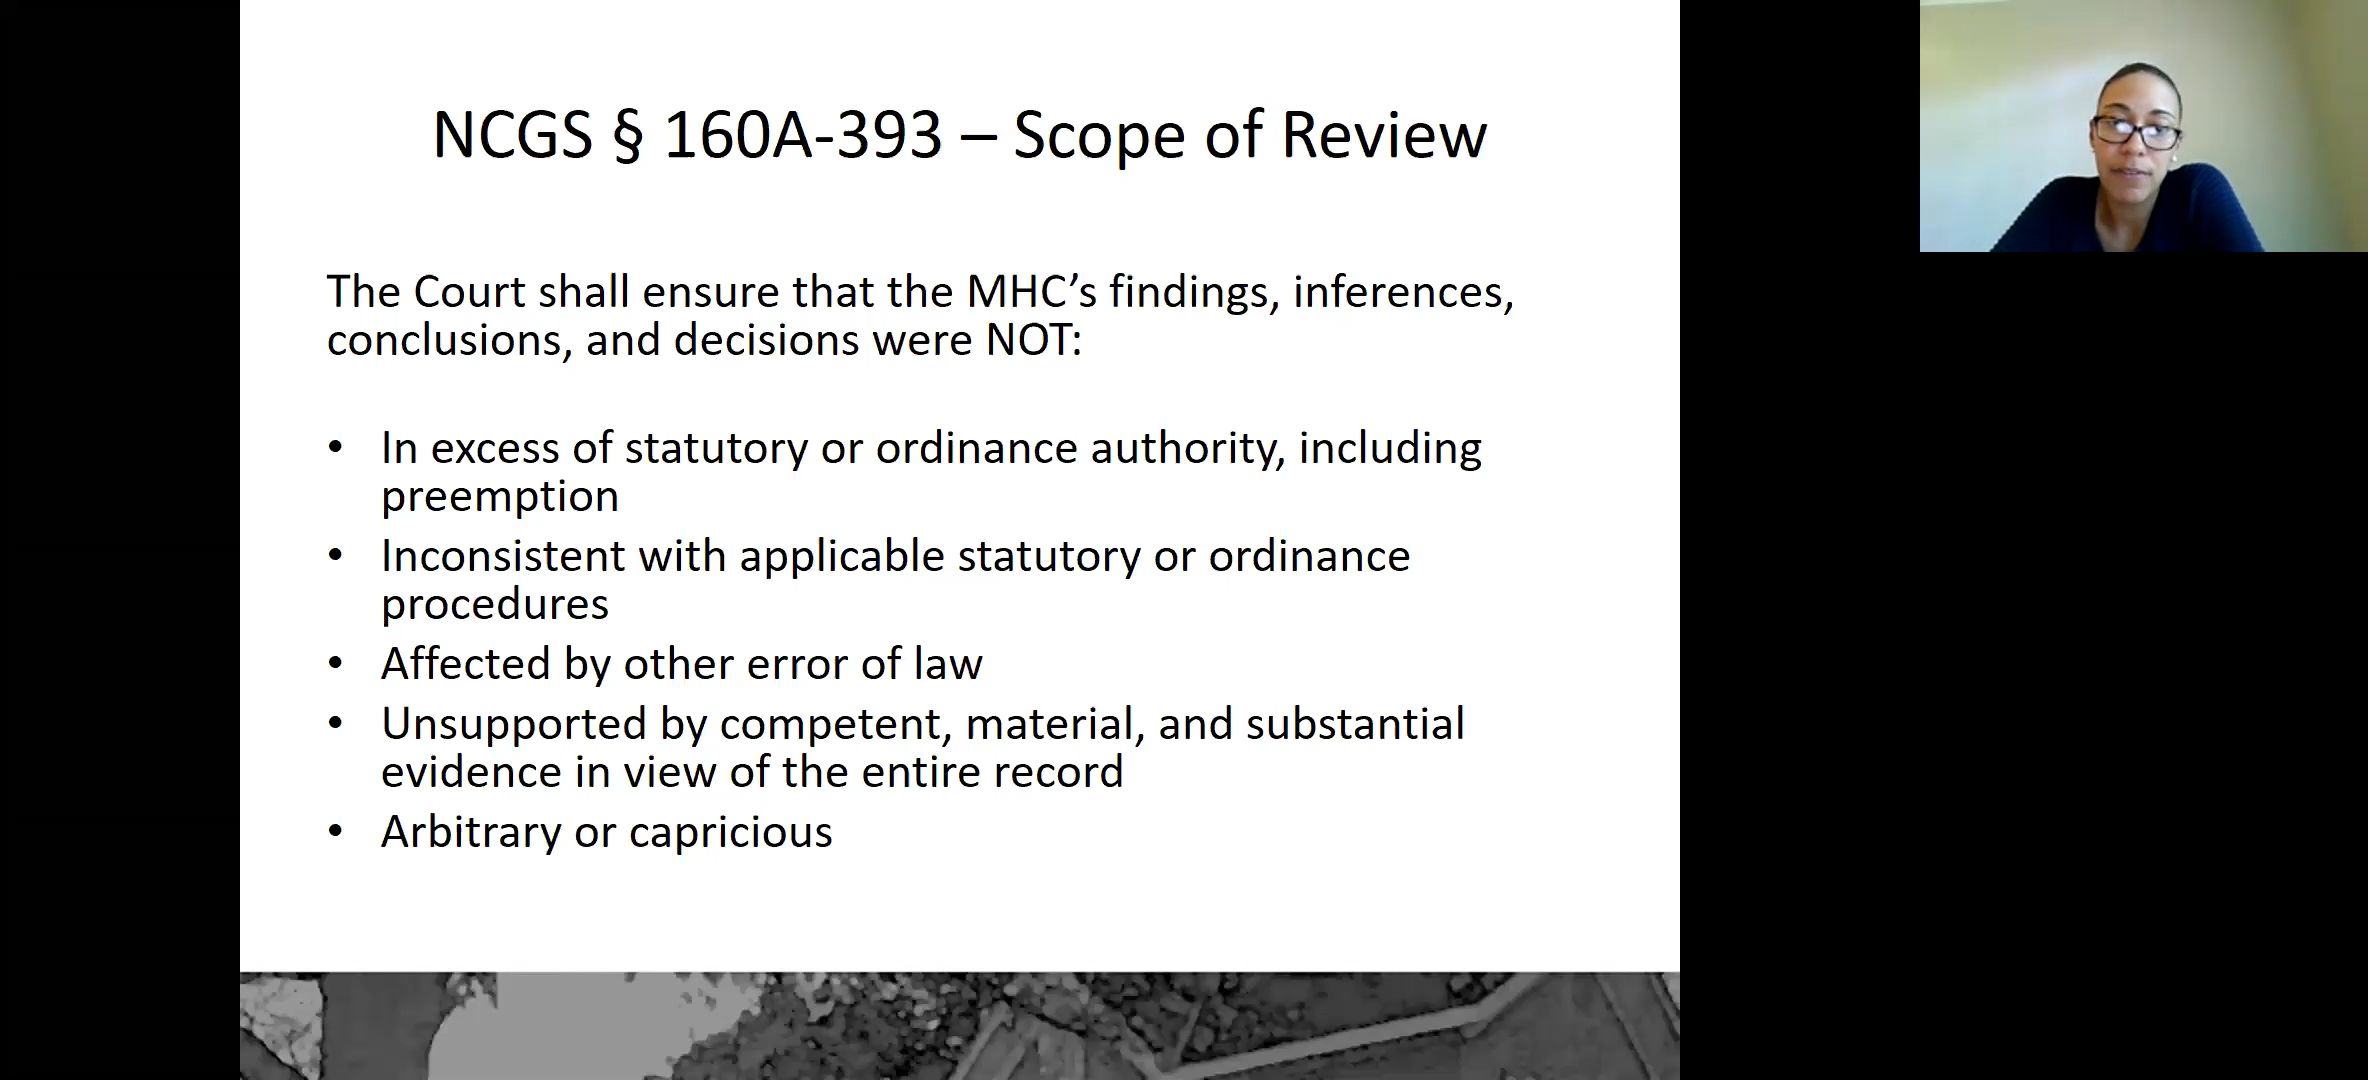 NCGS § 160A-393 – Scope of Review
The Court shall ensure that the MHC’s findings, inferences,
conclusions, and decisions were NOT:
• In excess of statutory or ordinance authority, including
preemption
• Inconsistent with applicable statutory or ordinance
procedures
• Affected by other error of law
• Unsupported by competent, material, and substantial
evidence in view of the entire record
• Arbitrary or capricious